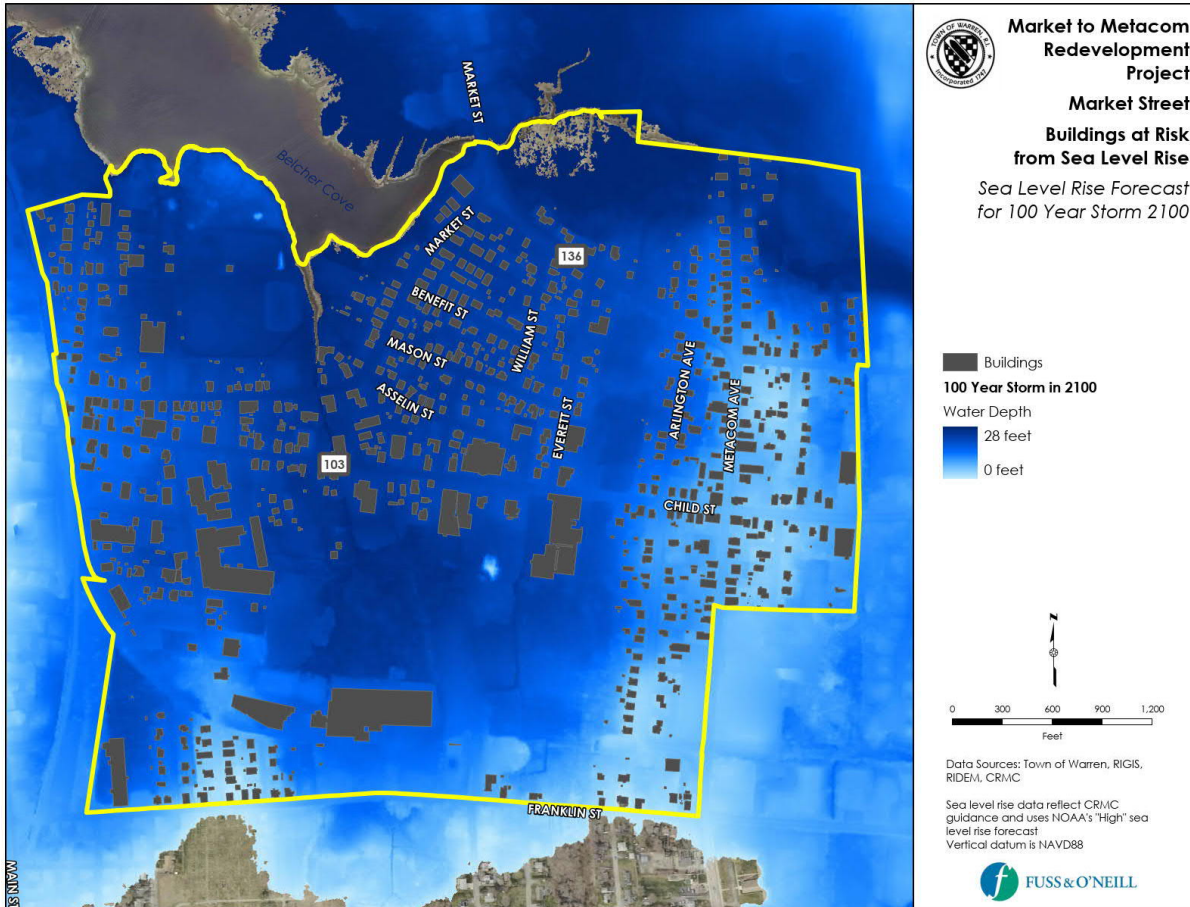 MARKET ST
Belcher Cove
MARKET ST
136
BENEFIT ST
WILLIAM ST
MASON ST
ARLINGTON AVE
ASSELIN ST
METACOM AVE
EVERETT ST
103
CHILD ST
FRANKLIN ST
MAIN ST
TOWN OF WARREN, R.I.
Incorporated 1747
Market to Metacom
Redevelopment
Project
Market Street
Buildings at Risk
from Sea Level Rise
Sea Level Rise Forecast
for 100 Year Storm 2100
Buildings
100 Year Storm in 2100
Water Depth
28 feet
0 feet
N
0 300 600 900 1,200
Feet
Data Sources: Town of Warren, RIGIS,
RIDEM, CRMC
Sea level rise data reflect CRMC
guidance and uses NOAA's "High" sea
level rise forecast
Vertical datum is NAVD88
f
FUSS & O'NEILL